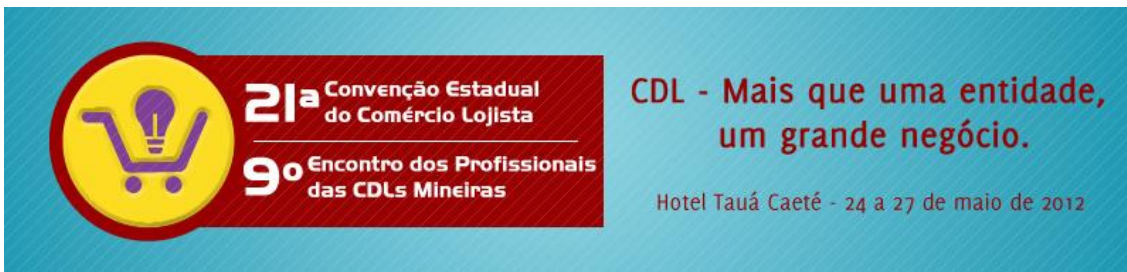 21ª Convenção Estadual
do Comércio Lojista
9º Encontro dos Profissionais
das CDLs Mineiras
CDL - Mais que uma entidade,
um grande negócio.
Hotel Tauá Caeté - 24 a 27 de maio de 2012